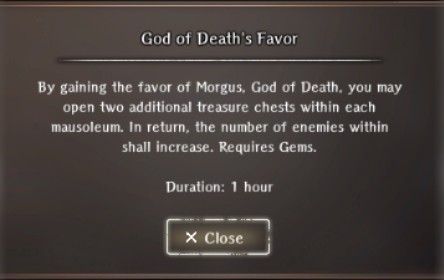 God of Death's Favor
By gaining the favor of Morgus, God of Death, you may
open two additional treasure chests within each
mausoleum. In return, the number of enemies within
shall increase. Requires Gems.
Duration: 1 hour
✕ Close